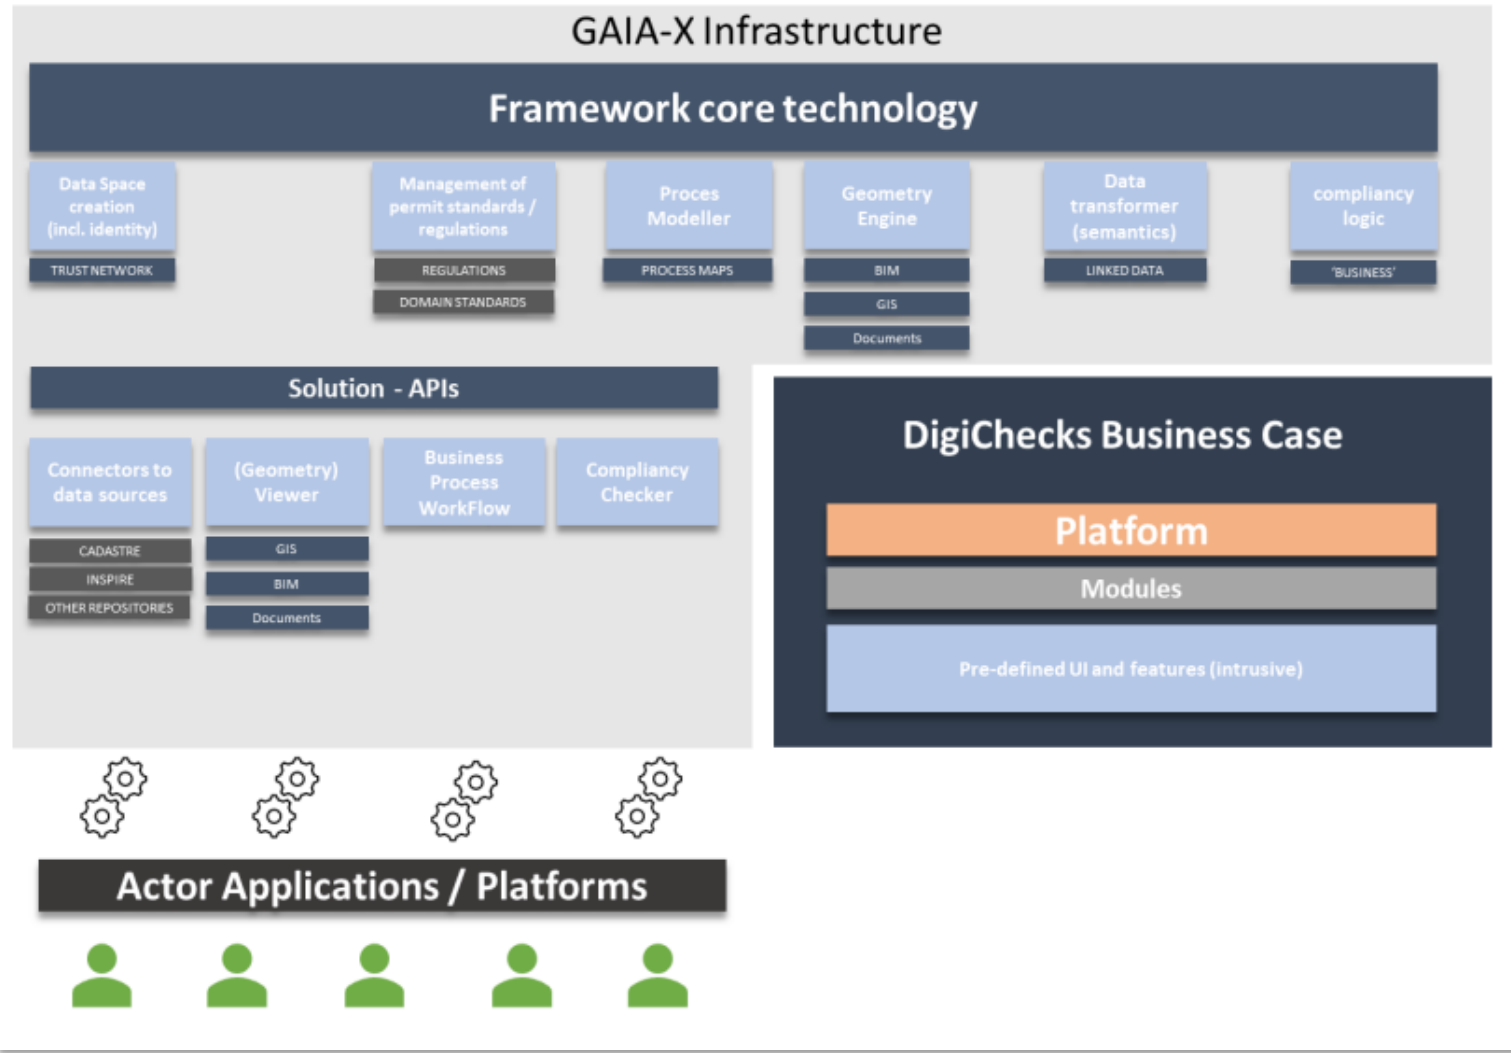 GAIA-X Infrastructure
Framework core technology
Data Space
creation
(incl. identity)
TRUST NETWORK
Management of
permit standards /
regulations
REGULATIONS
DOMAIN STANDARDS
Proces
Modeller
PROCESS MAPS
Geometry
Engine
BIM
GIS
Documents
Data
transformer
(semantics)
LINKED DATA
compliancy
logic
'BUSINESS'
Solution - APIs
Connectors to
data sources
CADASTRE
INSPIRE
OTHER REPOSITORIES
(Geometry)
Viewer
GIS
BIM
Documents
Business
Process
WorkFlow
Compliancy
Checker
DigiChecks Business Case
Platform
Modules
Pre-defined UI and features (intrusive)
Actor Applications / Platforms